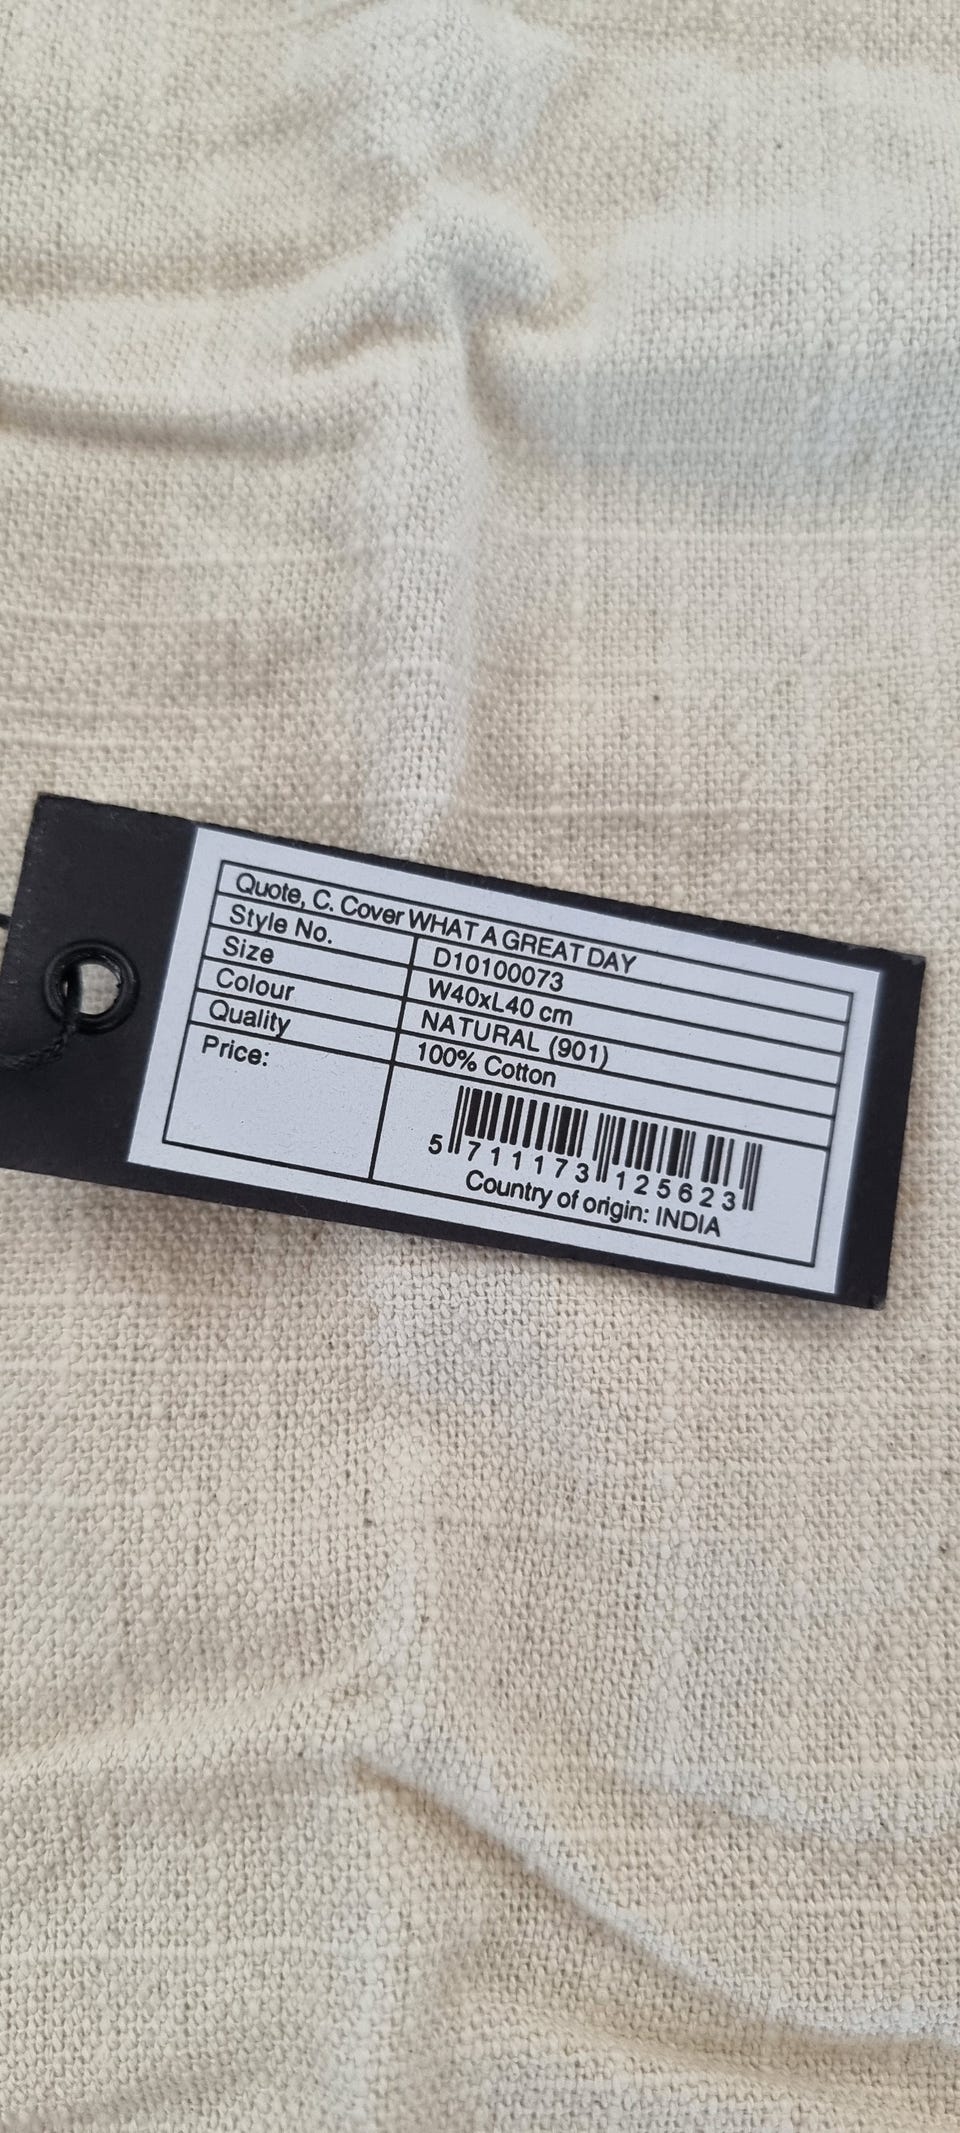 Quote, C. Cover WHAT A GREAT DAY
Style No. D10100073
Size W40xL40 cm
Colour NATURAL (901)
Quality 100% Cotton
Price:
5 711173 125623
Country of origin: INDIA